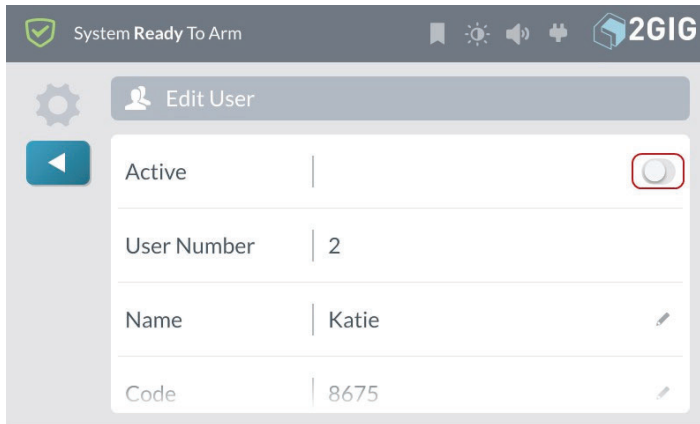 System Ready To Arm
2GIG
Edit User
Active
User Number 2
Name Katie
Code 8675